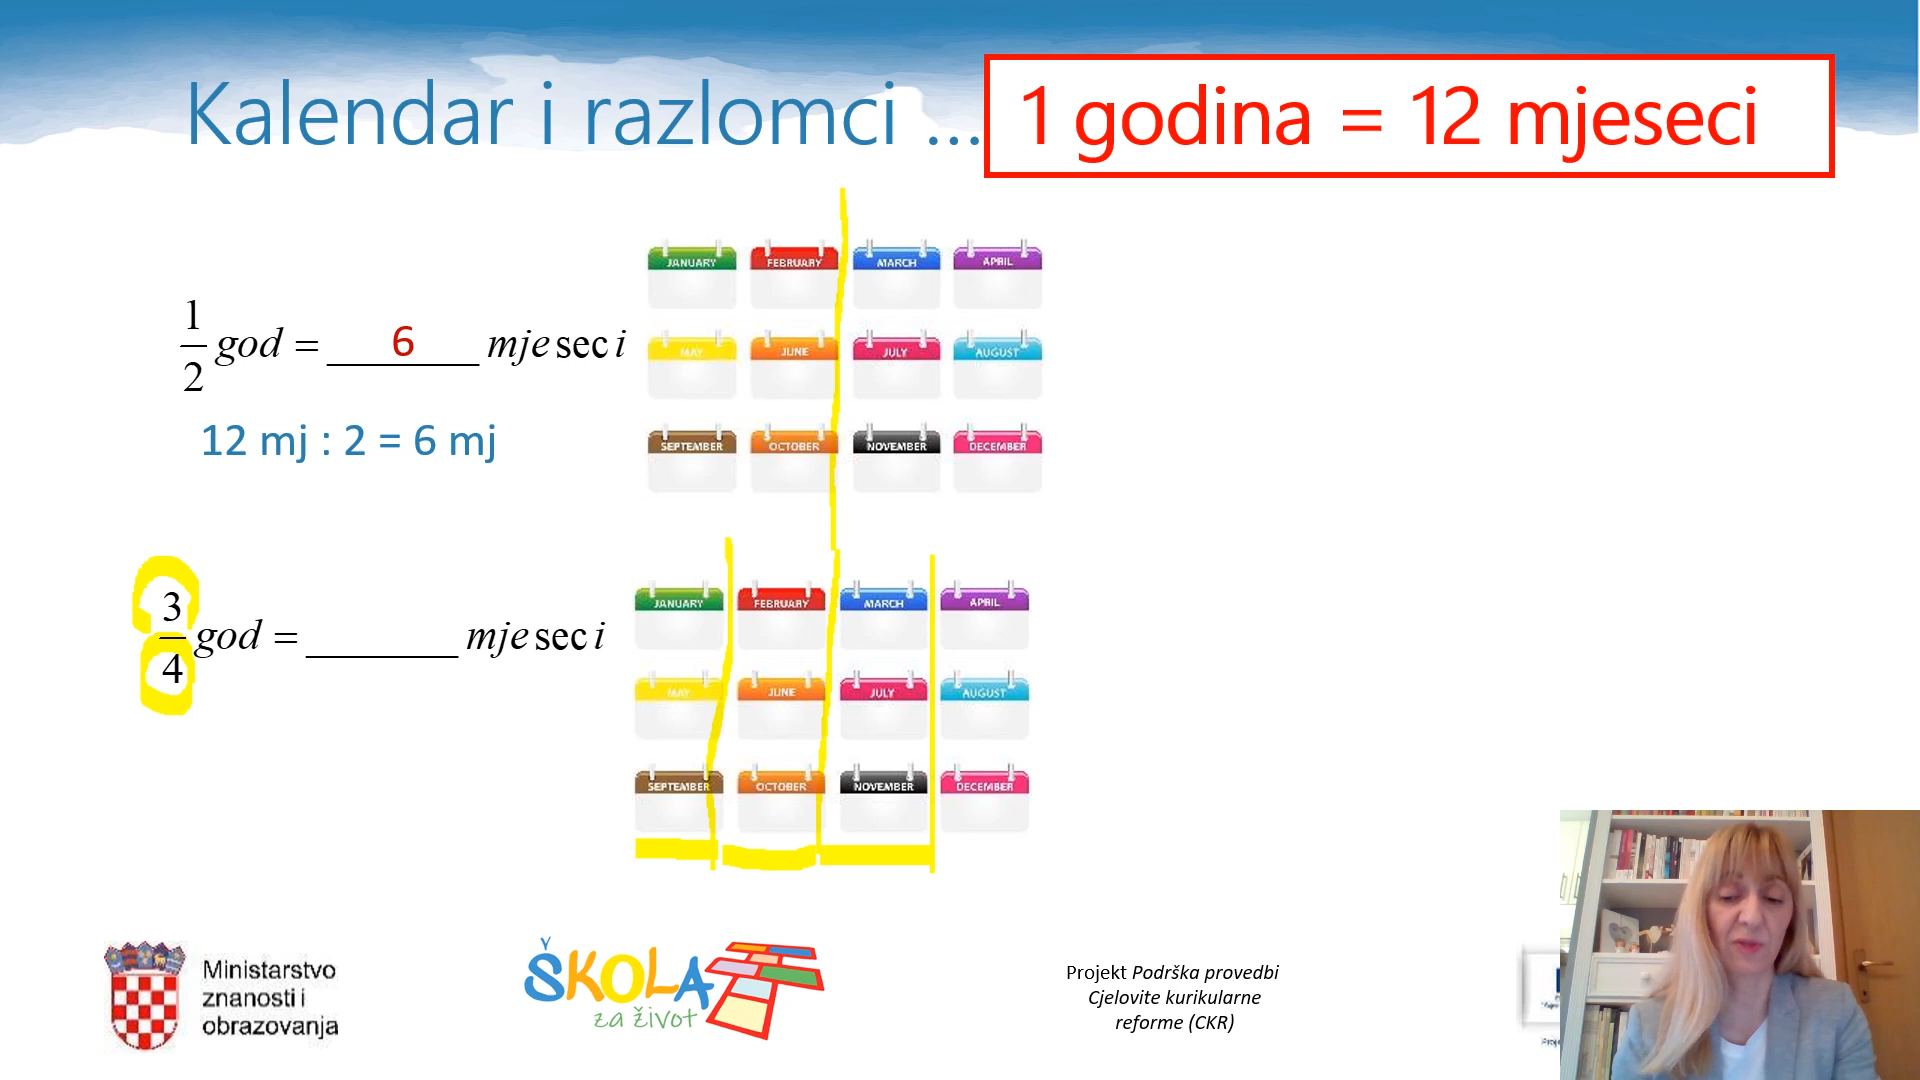 Kalendar i razlomci ...
1 godina = 12 mjeseci
1/2 god = ______ 6 ______ mjeseci
12 mj : 2 = 6 mj
JANUARY FEBRUARY MARCH APRIL
MAY JUNE JULY AUGUST
SEPTEMBER OCTOBER NOVEMBER DECEMBER
3/4 god = ____________ mjeseci
JANUARY FEBRUARY MARCH APRIL
MAY JUNE JULY AUGUST
SEPTEMBER OCTOBER NOVEMBER DECEMBER
Ministarstvo
znanosti i
obrazovanja
ŠKOLA
za život
Projekt Podrška provedbi
Cjelovite kurikularne
reforme (CKR)